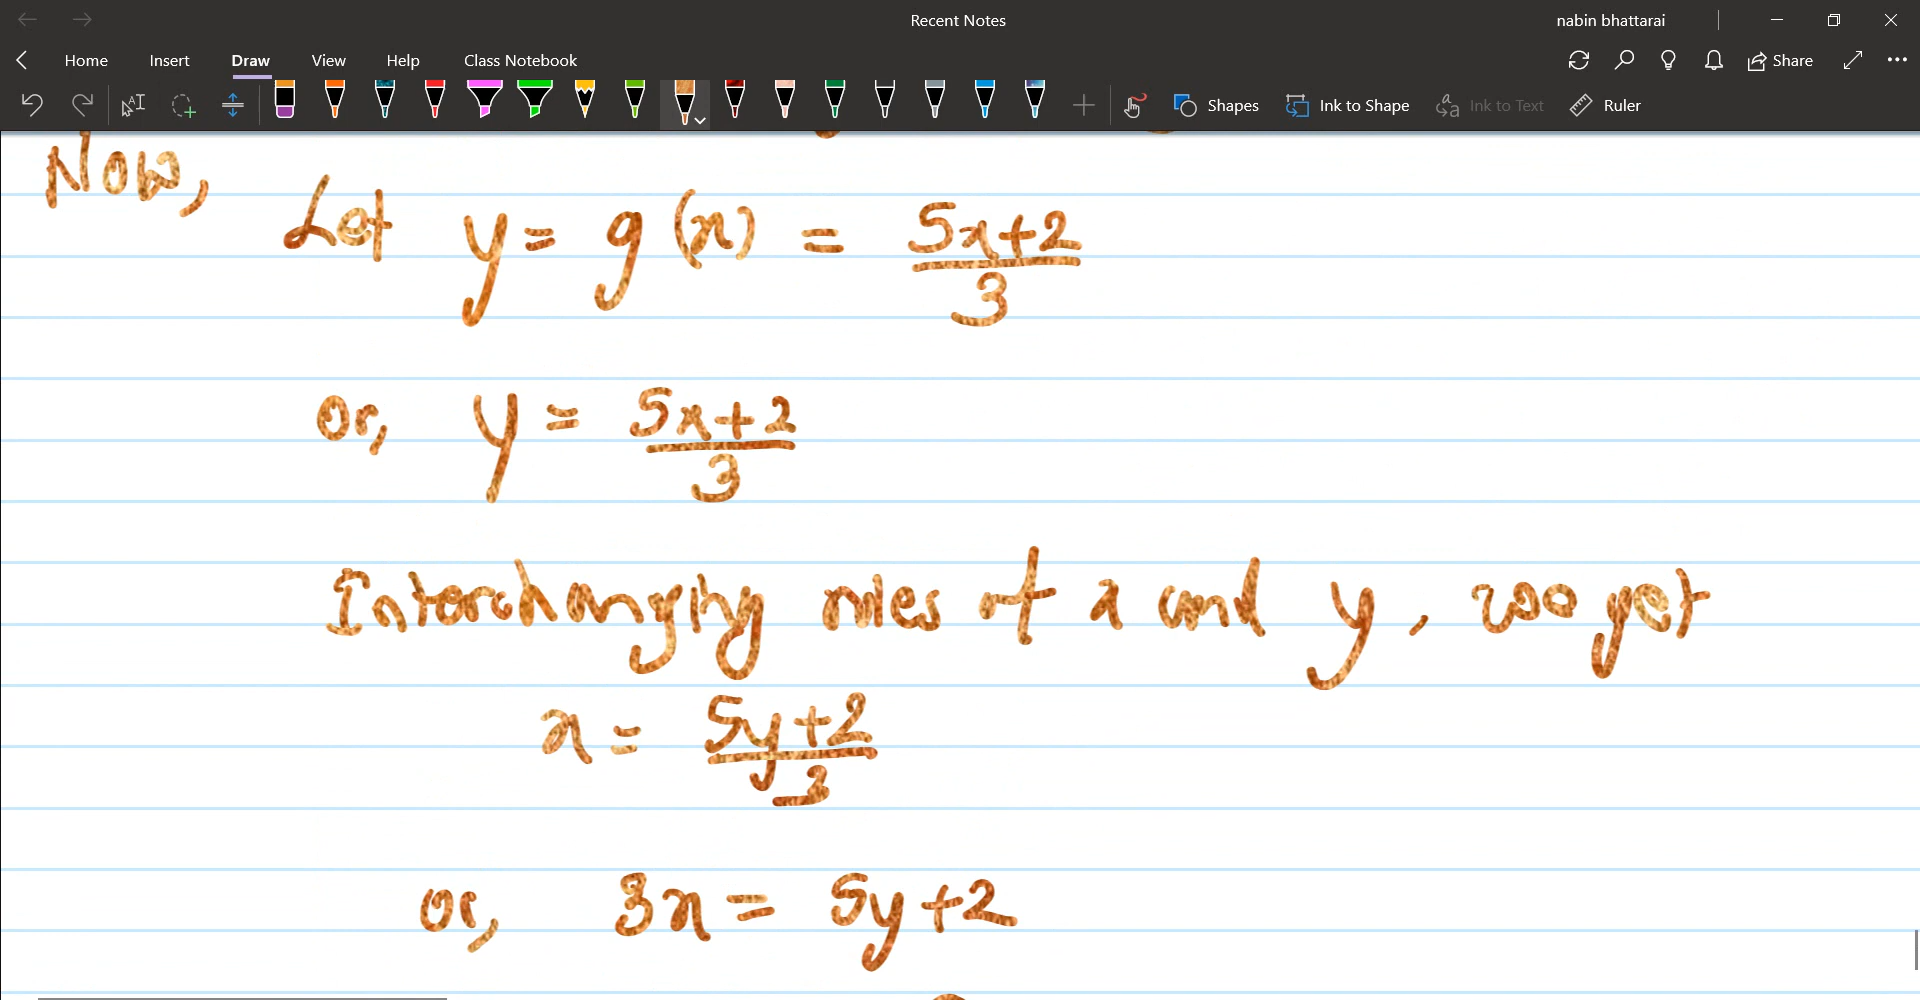 Recent Notes
nabin bhattarai
Home Insert Draw View Help Class Notebook
Share
Shapes Ink to Shape Ink to Text Ruler
Now,
Let y = g(x) = (5x+2)/3
Or, y = (5x+2)/3
Interchanging roles of x and y, we get
x = (5y+2)/3
or, 3x = 5y+2